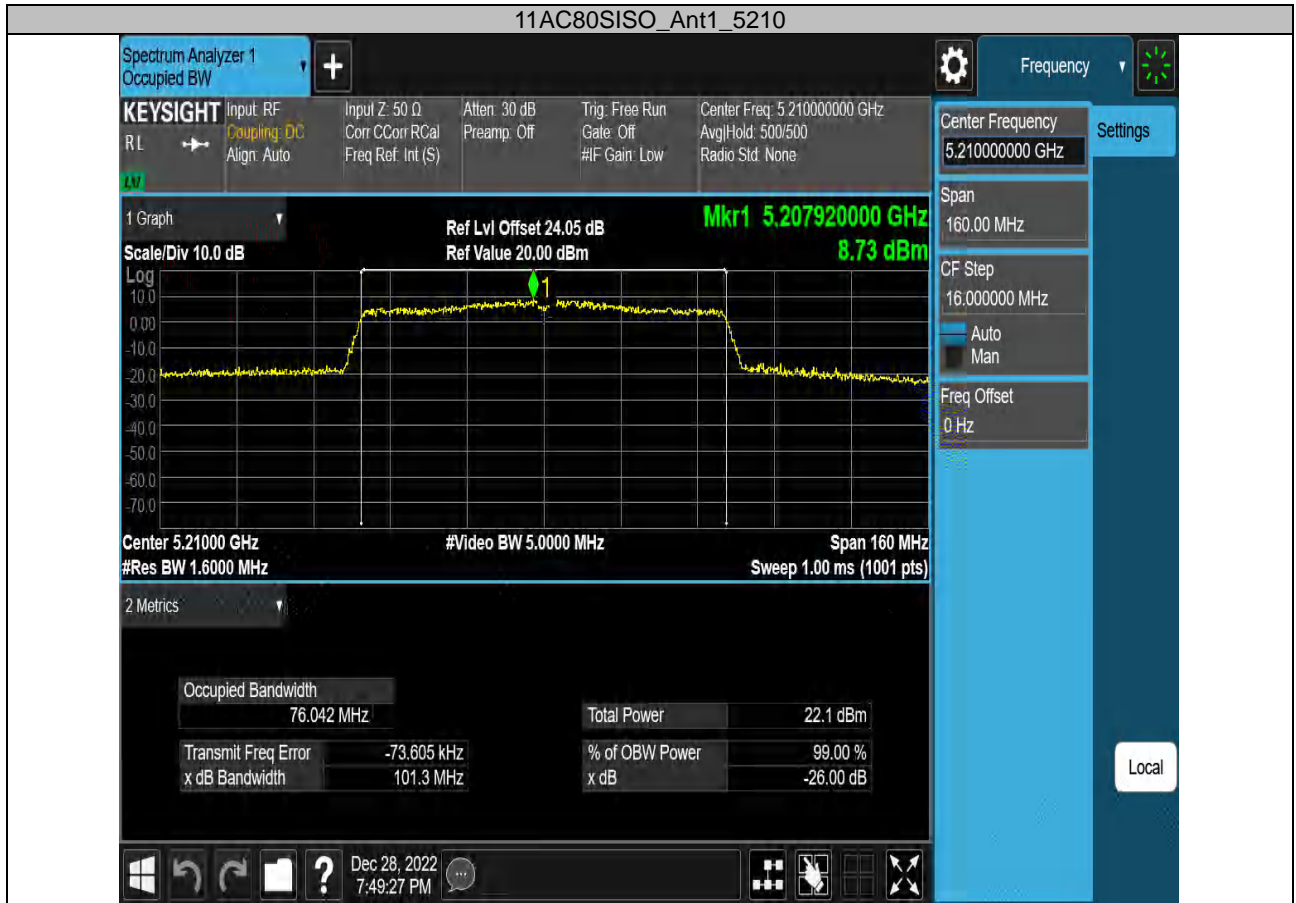 11AC80SISO_Ant1_5210
Spectrum Analyzer 1
Occupied BW
Frequency
KEYSIGHT
RL
Input: RF
Coupling: DC
Align: Auto
Input Z: 50 Ω
Corr CCorr RCal
Freq Ref: Int (S)
Atten: 30 dB
Preamp: Off
Trig: Free Run
Gate: Off
#IF Gain: Low
Center Freq: 5.210000000 GHz
Avg|Hold: 500/500
Radio Std: None
Center Frequency
5.210000000 GHz
Settings
Span
160.00 MHz
CF Step
16.000000 MHz
Auto
Man
Freq Offset
0 Hz
1 Graph
Scale/Div 10.0 dB
Ref Lvl Offset 24.05 dB
Ref Value 20.00 dBm
Mkr1 5.207920000 GHz
8.73 dBm
Log
10.0
0.00
-10.0
-20.0
-30.0
-40.0
-50.0
-60.0
-70.0
1
Center 5.21000 GHz
#Video BW 5.0000 MHz
Span 160 MHz
#Res BW 1.6000 MHz
Sweep 1.00 ms (1001 pts)
2 Metrics
Occupied Bandwidth
76.042 MHz
Total Power 22.1 dBm
Transmit Freq Error -73.605 kHz
% of OBW Power 99.00 %
x dB Bandwidth 101.3 MHz
x dB -26.00 dB
Local
?
Dec 28, 2022
7:49:27 PM